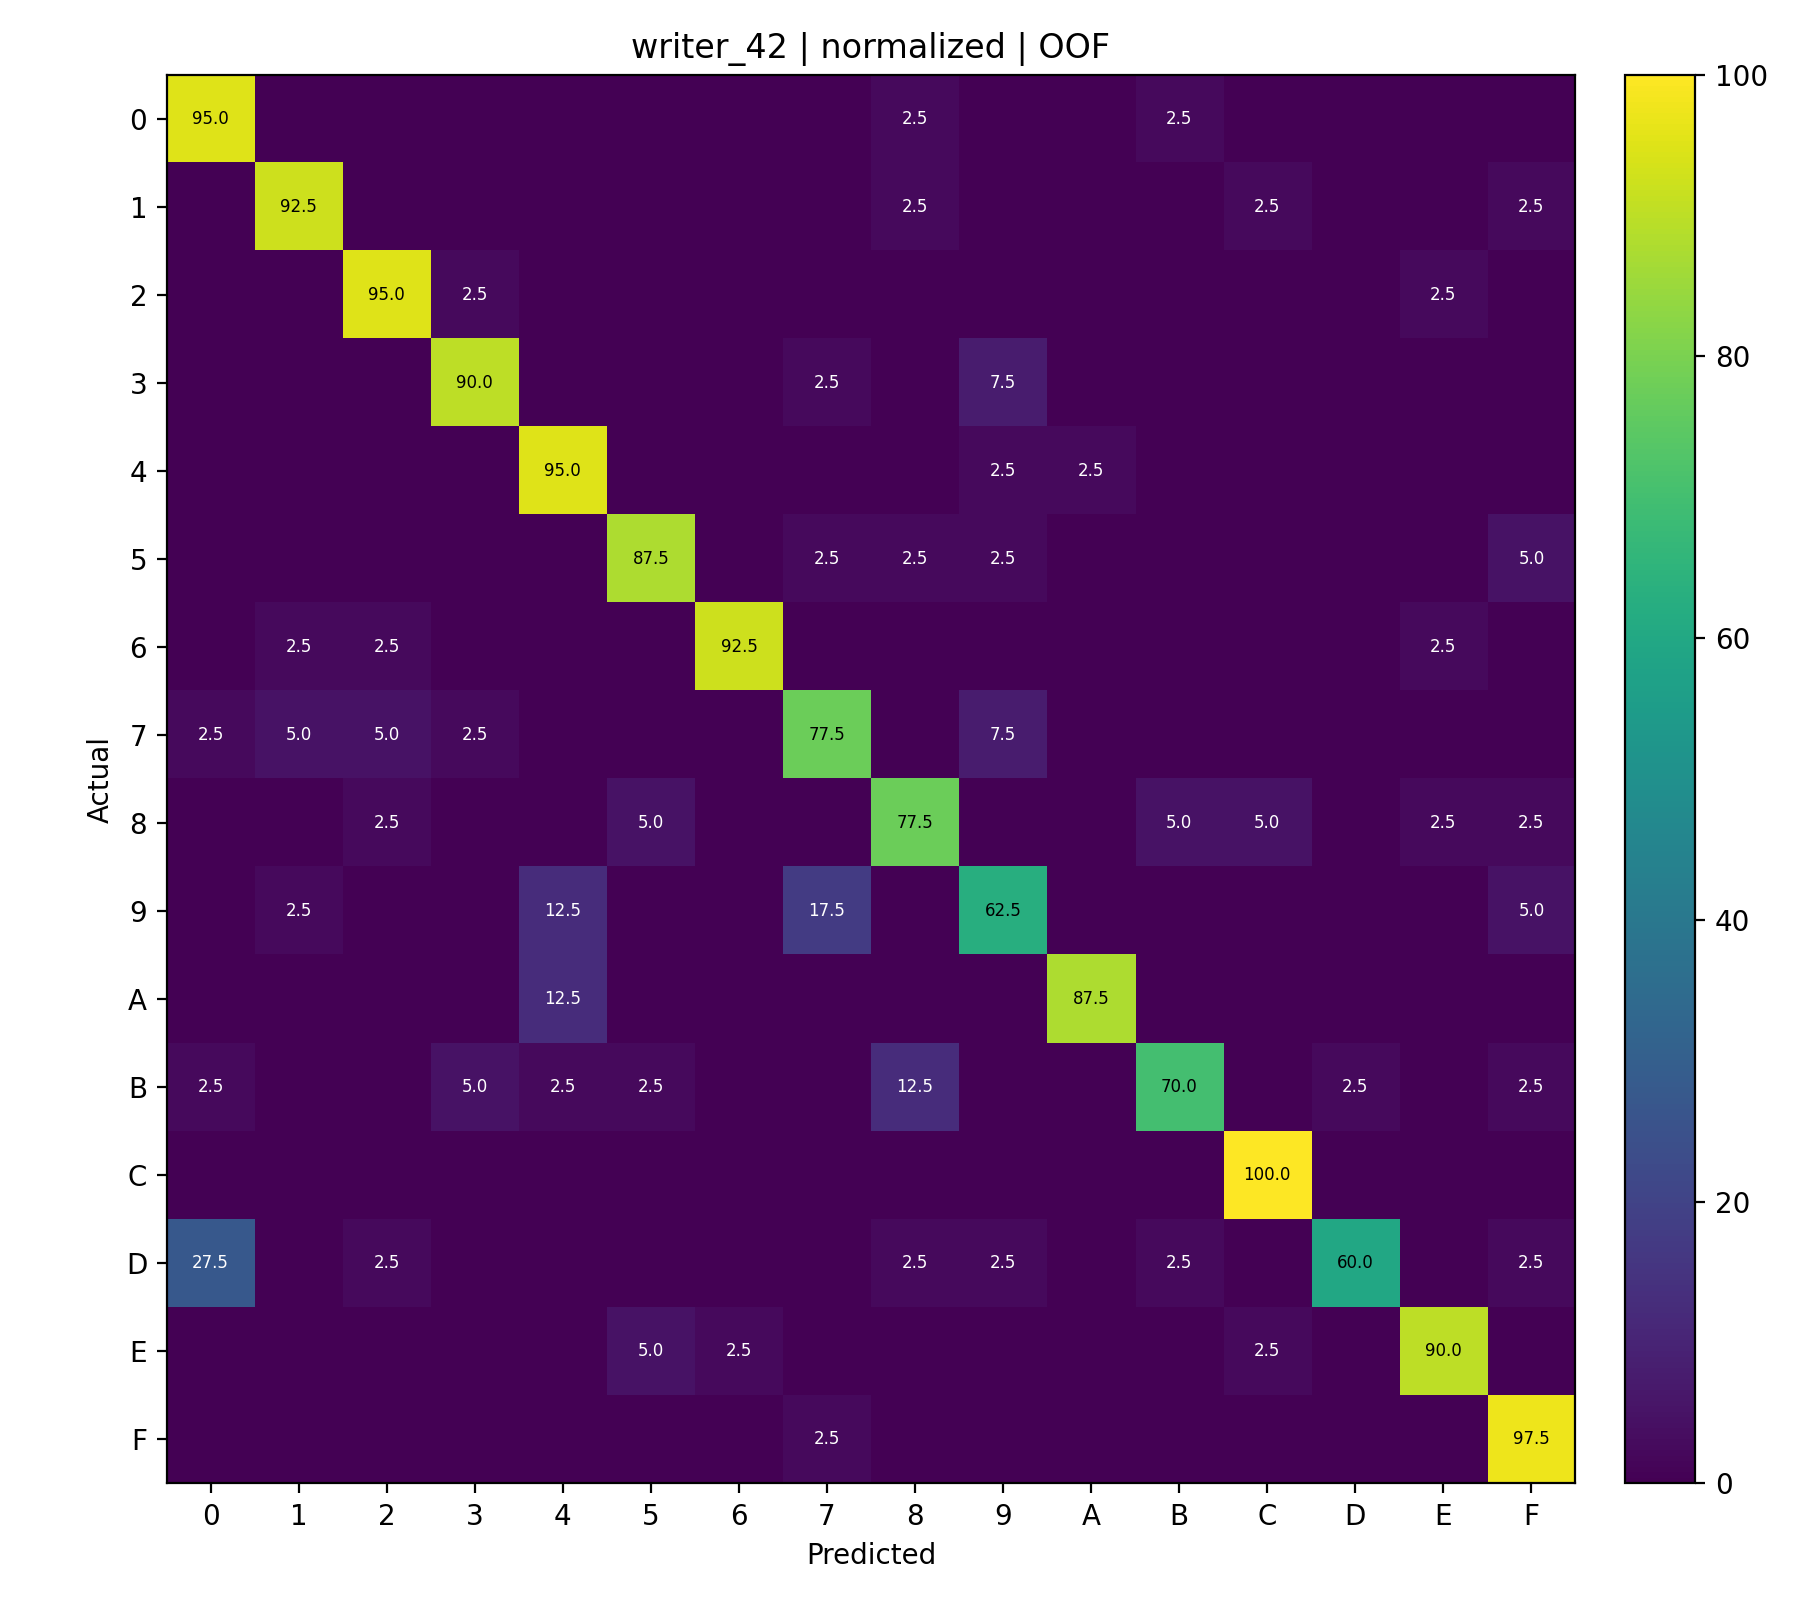 writer_42 | normalized | OOF
100
0 95.0 2.5 2.5
1 92.5 2.5 2.5 2.5
2 95.0 2.5 2.5
3 90.0 2.5 7.5
80
4 95.0 2.5 2.5
5 87.5 2.5 2.5 2.5 5.0
60
6 2.5 2.5 92.5 2.5
7 2.5 5.0 5.0 2.5 77.5 7.5
Actual
8 2.5 5.0 77.5 5.0 5.0 2.5 2.5
9 2.5 12.5 17.5 62.5 5.0
40
A 12.5 87.5
B 2.5 5.0 2.5 2.5 12.5 70.0 2.5 2.5
C 100.0
20
D 27.5 2.5 2.5 2.5 2.5 60.0 2.5
E 5.0 2.5 2.5 90.0
F 2.5 97.5
0
0 1 2 3 4 5 6 7 8 9 A B C D E F
Predicted